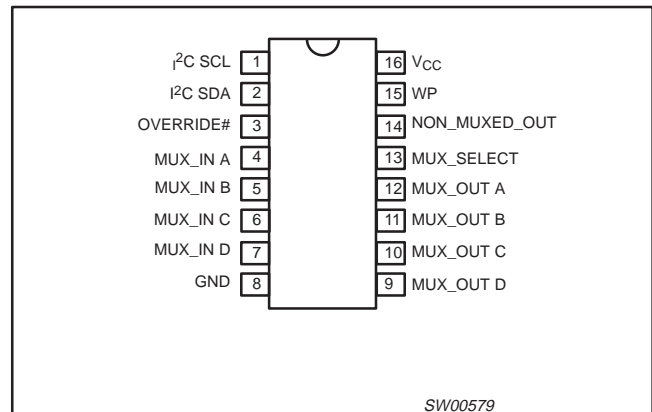 I²C SCL 1 16 VCC
I²C SDA 2 15 WP
OVERRIDE# 3 14 NON_MUXED_OUT
MUX_IN A 4 13 MUX_SELECT
MUX_IN B 5 12 MUX_OUT A
MUX_IN C 6 11 MUX_OUT B
MUX_IN D 7 10 MUX_OUT C
GND 8 9 MUX_OUT D
SW00579